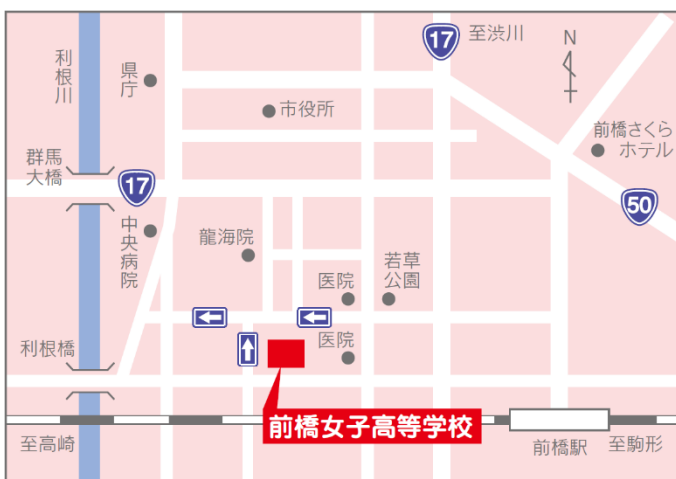 17
至渋川
N
利根川
県庁
市役所
前橋さくら
ホテル
群馬
大橋
17
50
中央病院
龍海院
若草
公園
医院
利根橋
医院
前橋女子高等学校
至高崎
前橋駅
至駒形